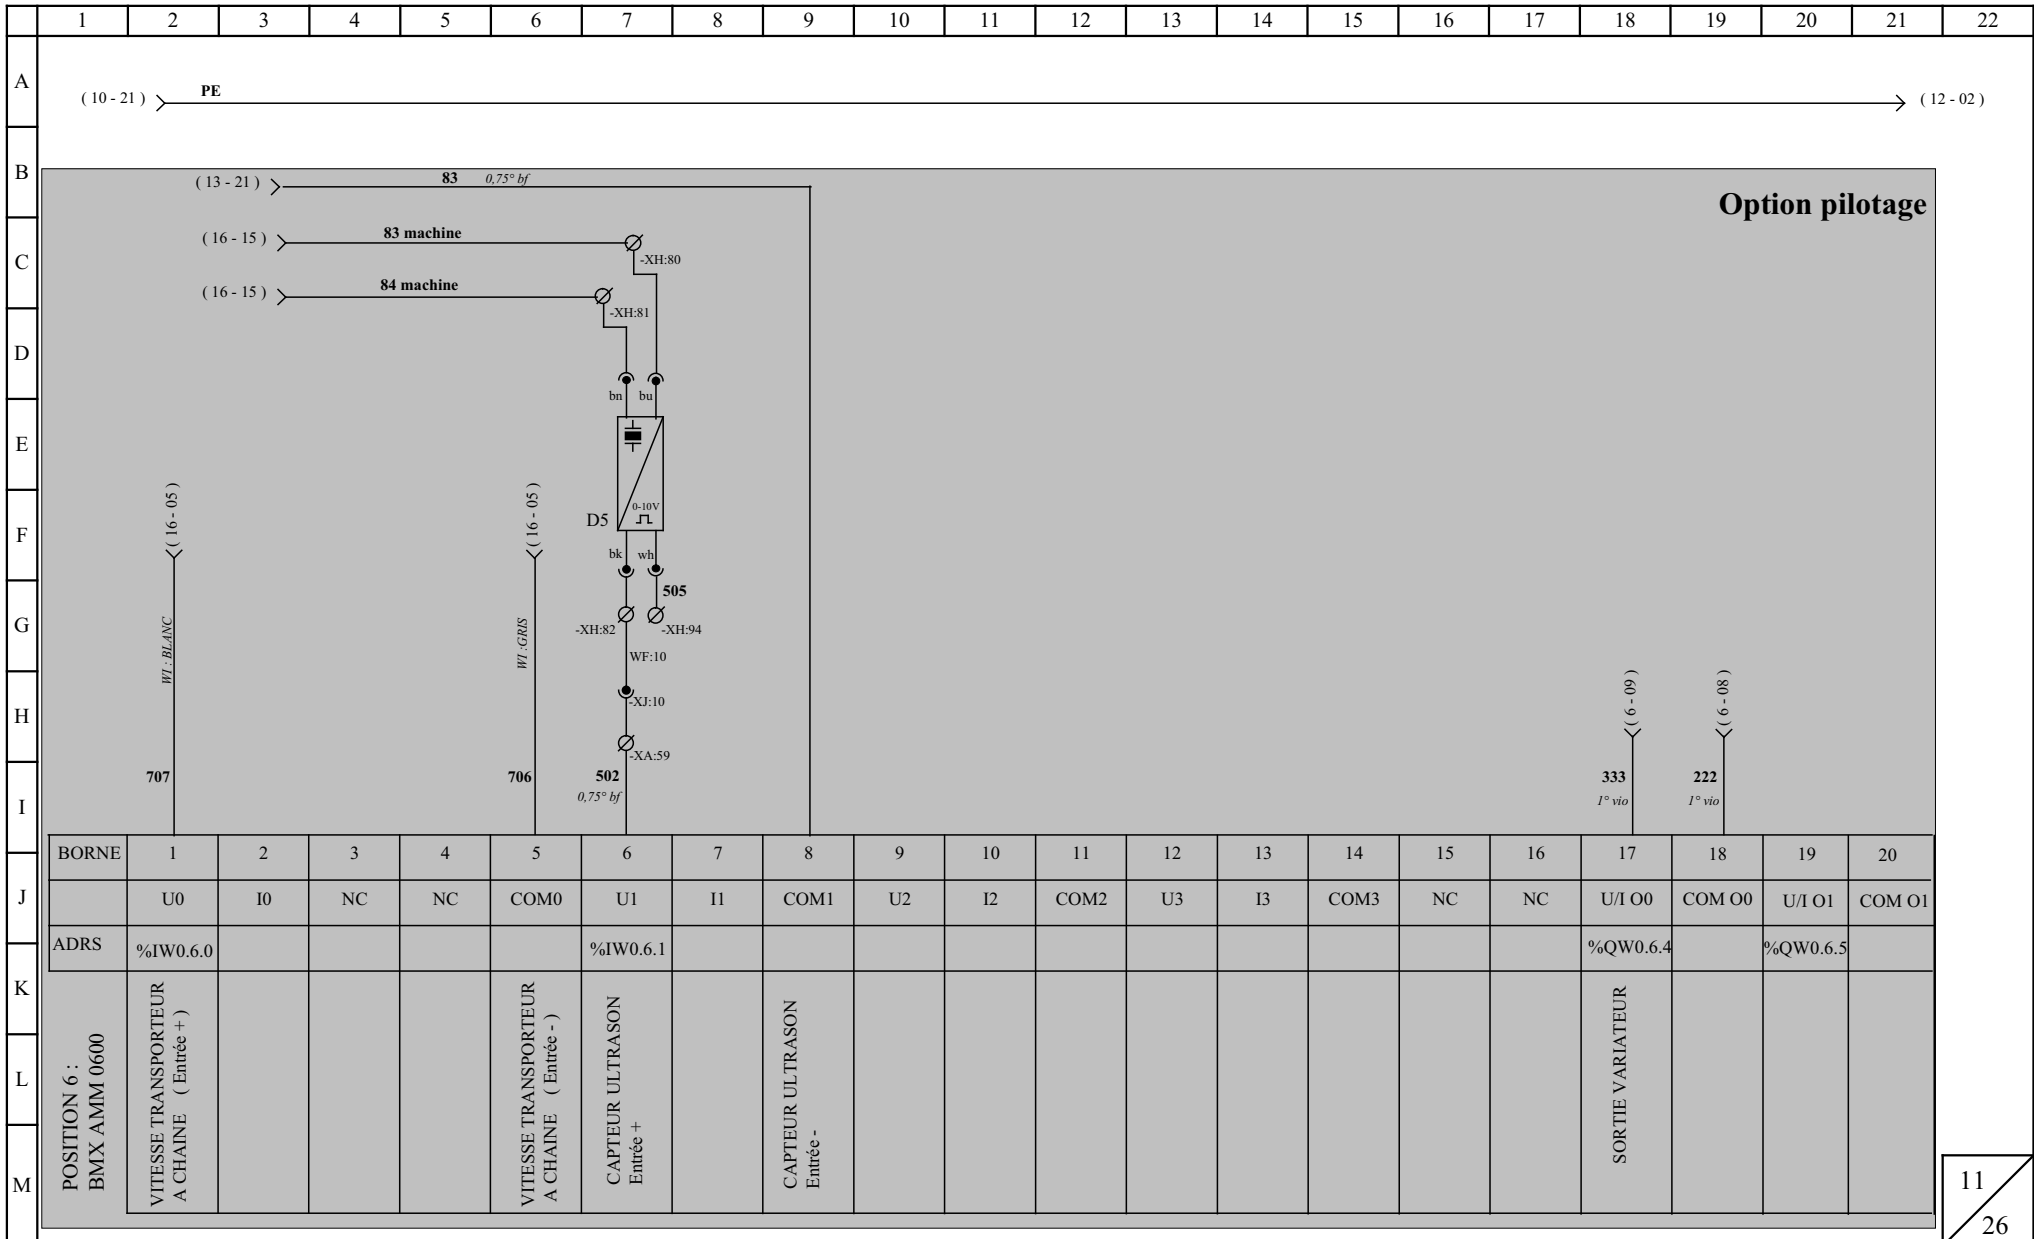 1 2 3 4 5 6 7 8 9 10 11 12 13 14 15 16 17 18 19 20 21 22
A
( 10 - 21 ) PE ( 12 - 02 )
B
( 13 - 21 ) 83 0,75° bf
Option pilotage
( 16 - 15 ) 83 machine
-XH:80
C
( 16 - 15 ) 84 machine
-XH:81
D
bn bu
E
0-10V
D5
( 16 - 05 ) ( 16 - 05 )
F
bk wh
505
G
-XH:82 -XH:94
WI : BLANC WI :GRIS
WF:10
-XJ:10
( 6 - 09 ) ( 6 - 08 )
H
-XA:59
707 706 502 333 222
0,75° bf 1° vio 1° vio
I
BORNE 1 2 3 4 5 6 7 8 9 10 11 12 13 14 15 16 17 18 19 20
J
U0 I0 NC NC COM0 U1 I1 COM1 U2 I2 COM2 U3 I3 COM3 NC NC U/I O0 COM O0 U/I O1 COM O1
ADRS %IW0.6.0 %IW0.6.1 %QW0.6.4 %QW0.6.5
K
L
M
POSITION 6 :
BMX AMM 0600
VITESSE TRANSPORTEUR
A CHAINE ( Entrée + )
VITESSE TRANSPORTEUR
A CHAINE ( Entrée - )
CAPTEUR ULTRASON
Entrée +
CAPTEUR ULTRASON
Entrée -
SORTIE VARIATEUR
11
26